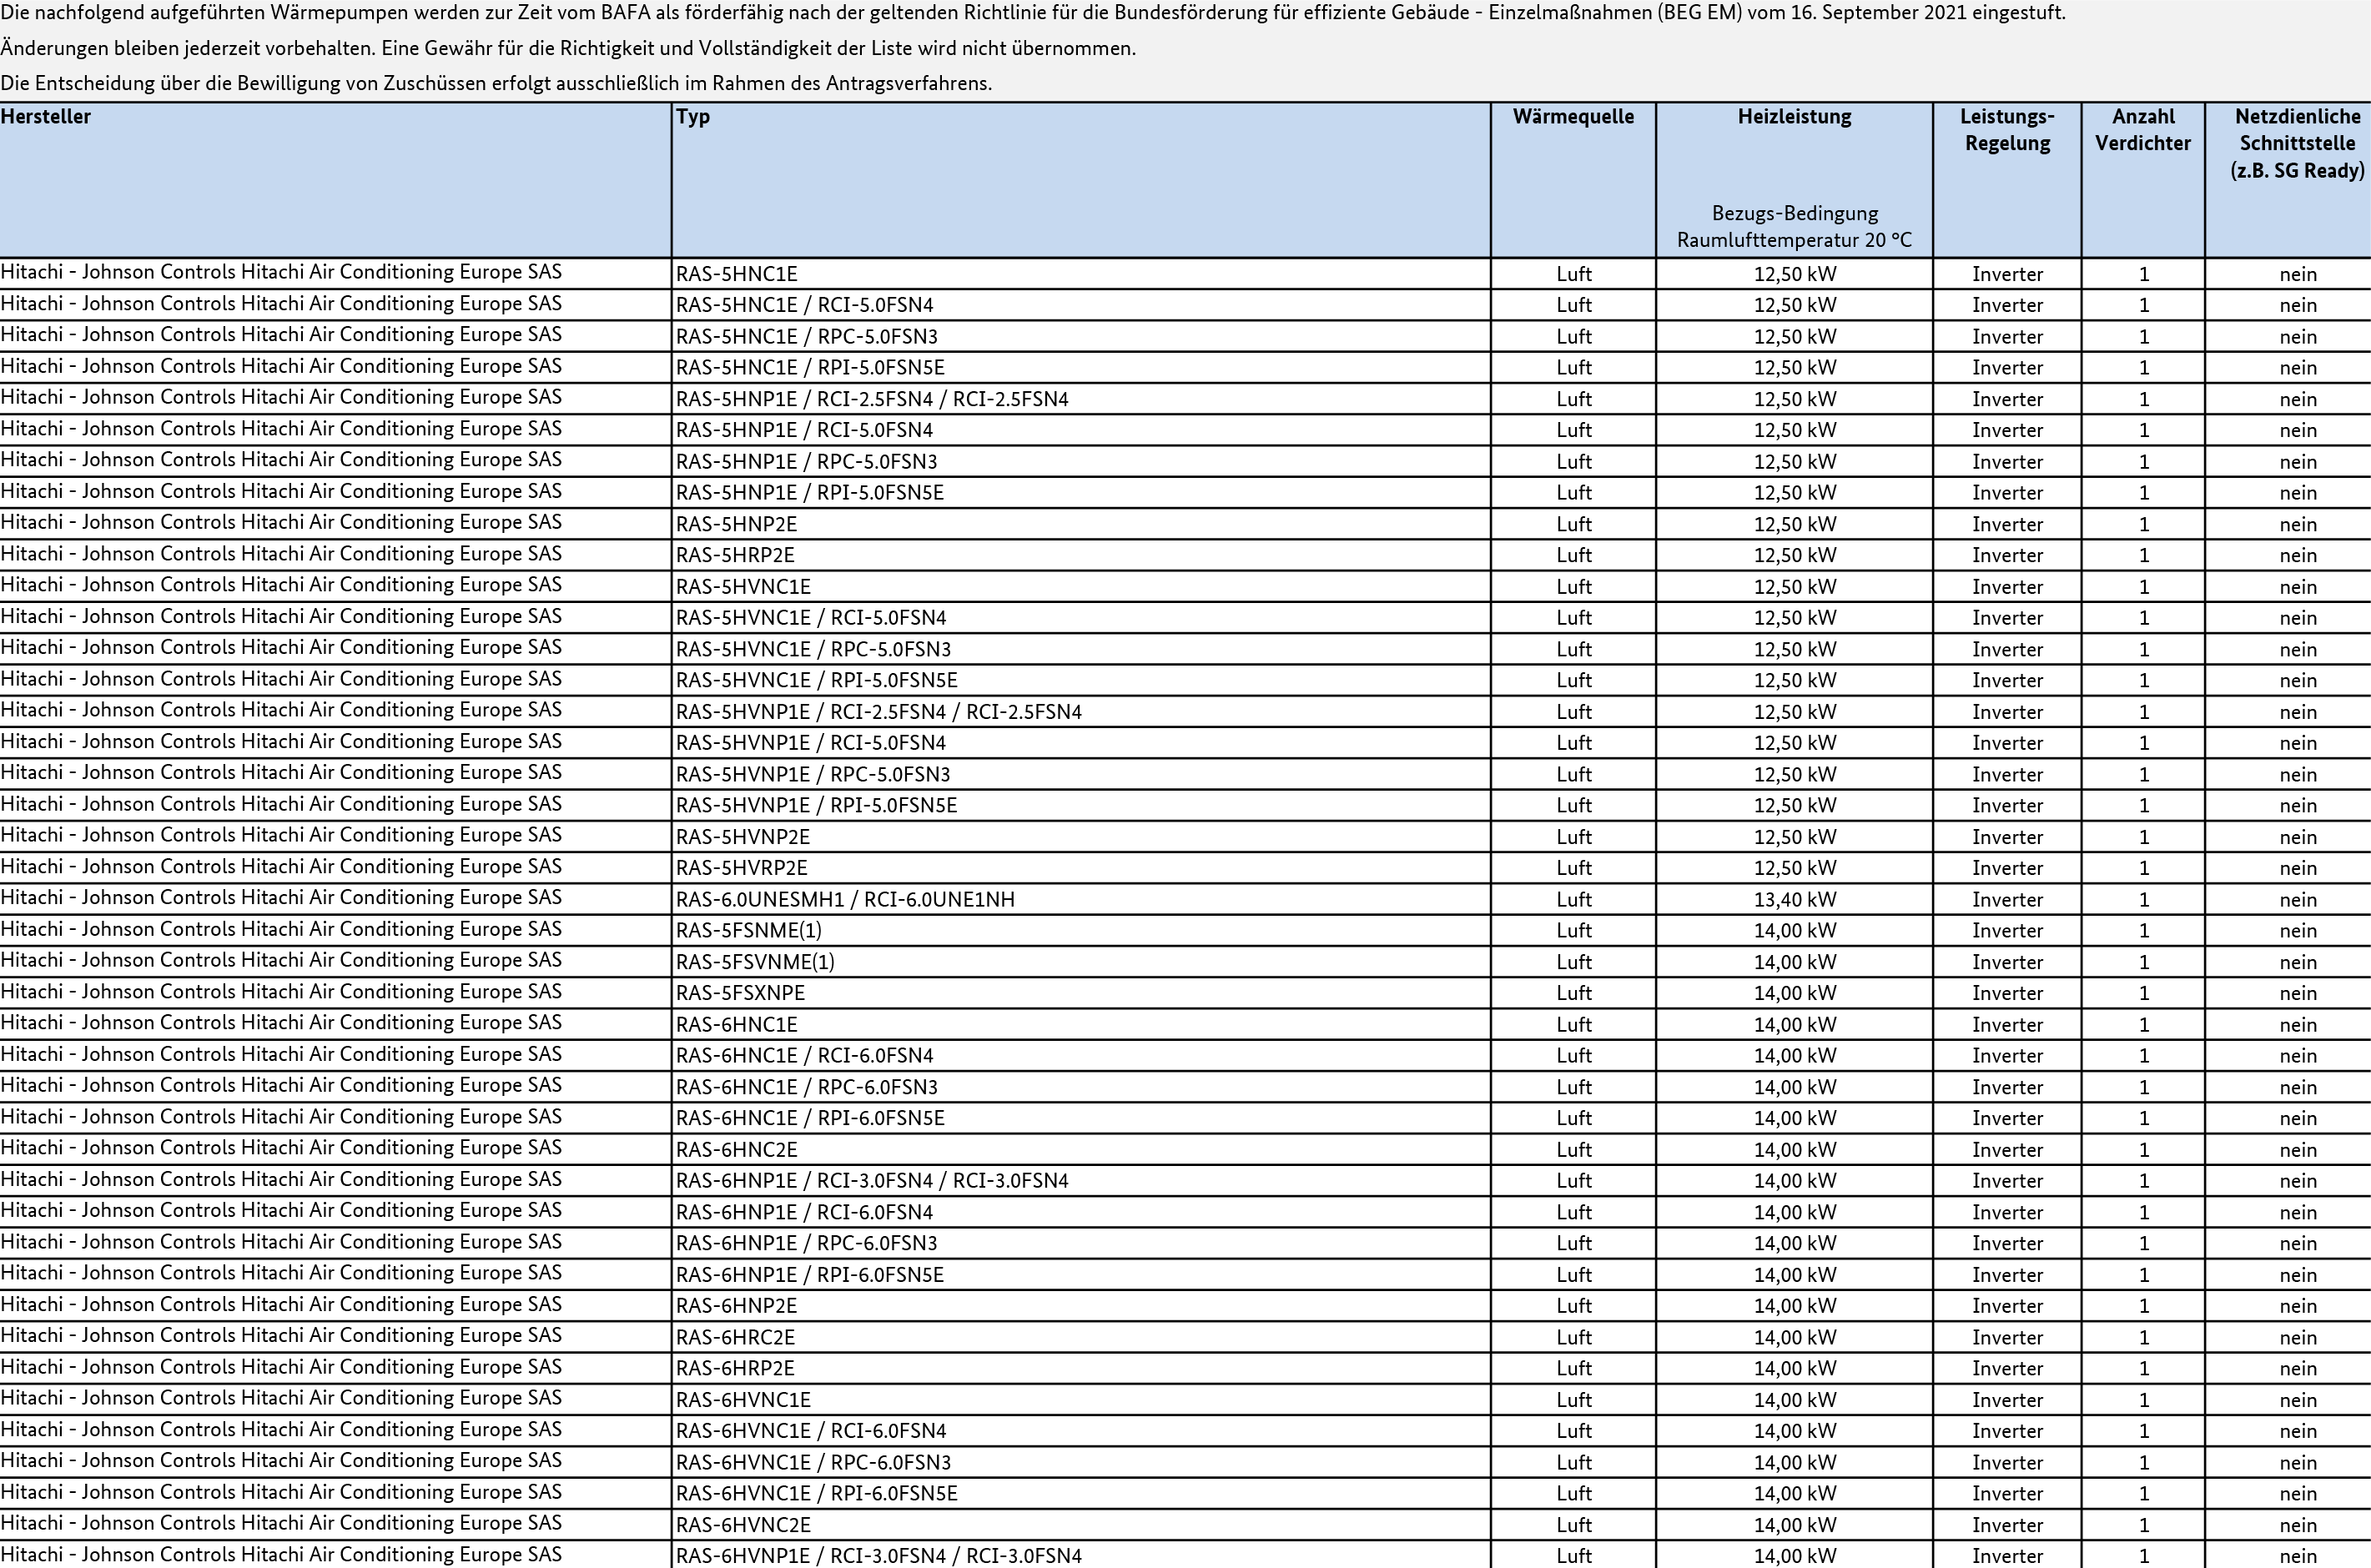 Die nachfolgend aufgeführten Wärmepumpen werden zur Zeit vom BAFA als förderfähig nach der geltenden Richtlinie für die Bundesförderung für effiziente Gebäude - Einzelmaßnahmen (BEG EM) vom 16. September 2021 eingestuft.
Änderungen bleiben jederzeit vorbehalten. Eine Gewähr für die Richtigkeit und Vollständigkeit der Liste wird nicht übernommen.
Die Entscheidung über die Bewilligung von Zuschüssen erfolgt ausschließlich im Rahmen des Antragsverfahrens.
Hersteller Typ Wärmequelle Heizleistung Leistungs- Anzahl Netzdienliche
Regelung Verdichter Schnittstelle
(z.B. SG Ready)
Bezugs-Bedingung
Raumlufttemperatur 20 °C
Hitachi - Johnson Controls Hitachi Air Conditioning Europe SAS RAS-5HNC1E Luft 12,50 kW Inverter 1 nein
Hitachi - Johnson Controls Hitachi Air Conditioning Europe SAS RAS-5HNC1E / RCI-5.0FSN4 Luft 12,50 kW Inverter 1 nein
Hitachi - Johnson Controls Hitachi Air Conditioning Europe SAS RAS-5HNC1E / RPC-5.0FSN3 Luft 12,50 kW Inverter 1 nein
Hitachi - Johnson Controls Hitachi Air Conditioning Europe SAS RAS-5HNC1E / RPI-5.0FSN5E Luft 12,50 kW Inverter 1 nein
Hitachi - Johnson Controls Hitachi Air Conditioning Europe SAS RAS-5HNP1E / RCI-2.5FSN4 / RCI-2.5FSN4 Luft 12,50 kW Inverter 1 nein
Hitachi - Johnson Controls Hitachi Air Conditioning Europe SAS RAS-5HNP1E / RCI-5.0FSN4 Luft 12,50 kW Inverter 1 nein
Hitachi - Johnson Controls Hitachi Air Conditioning Europe SAS RAS-5HNP1E / RPC-5.0FSN3 Luft 12,50 kW Inverter 1 nein
Hitachi - Johnson Controls Hitachi Air Conditioning Europe SAS RAS-5HNP1E / RPI-5.0FSN5E Luft 12,50 kW Inverter 1 nein
Hitachi - Johnson Controls Hitachi Air Conditioning Europe SAS RAS-5HNP2E Luft 12,50 kW Inverter 1 nein
Hitachi - Johnson Controls Hitachi Air Conditioning Europe SAS RAS-5HRP2E Luft 12,50 kW Inverter 1 nein
Hitachi - Johnson Controls Hitachi Air Conditioning Europe SAS RAS-5HVNC1E Luft 12,50 kW Inverter 1 nein
Hitachi - Johnson Controls Hitachi Air Conditioning Europe SAS RAS-5HVNC1E / RCI-5.0FSN4 Luft 12,50 kW Inverter 1 nein
Hitachi - Johnson Controls Hitachi Air Conditioning Europe SAS RAS-5HVNC1E / RPC-5.0FSN3 Luft 12,50 kW Inverter 1 nein
Hitachi - Johnson Controls Hitachi Air Conditioning Europe SAS RAS-5HVNC1E / RPI-5.0FSN5E Luft 12,50 kW Inverter 1 nein
Hitachi - Johnson Controls Hitachi Air Conditioning Europe SAS RAS-5HVNP1E / RCI-2.5FSN4 / RCI-2.5FSN4 Luft 12,50 kW Inverter 1 nein
Hitachi - Johnson Controls Hitachi Air Conditioning Europe SAS RAS-5HVNP1E / RCI-5.0FSN4 Luft 12,50 kW Inverter 1 nein
Hitachi - Johnson Controls Hitachi Air Conditioning Europe SAS RAS-5HVNP1E / RPC-5.0FSN3 Luft 12,50 kW Inverter 1 nein
Hitachi - Johnson Controls Hitachi Air Conditioning Europe SAS RAS-5HVNP1E / RPI-5.0FSN5E Luft 12,50 kW Inverter 1 nein
Hitachi - Johnson Controls Hitachi Air Conditioning Europe SAS RAS-5HVNP2E Luft 12,50 kW Inverter 1 nein
Hitachi - Johnson Controls Hitachi Air Conditioning Europe SAS RAS-5HVRP2E Luft 12,50 kW Inverter 1 nein
Hitachi - Johnson Controls Hitachi Air Conditioning Europe SAS RAS-6.0UNESMH1 / RCI-6.0UNE1NH Luft 13,40 kW Inverter 1 nein
Hitachi - Johnson Controls Hitachi Air Conditioning Europe SAS RAS-5FSNME(1) Luft 14,00 kW Inverter 1 nein
Hitachi - Johnson Controls Hitachi Air Conditioning Europe SAS RAS-5FSVNME(1) Luft 14,00 kW Inverter 1 nein
Hitachi - Johnson Controls Hitachi Air Conditioning Europe SAS RAS-5FSXNPE Luft 14,00 kW Inverter 1 nein
Hitachi - Johnson Controls Hitachi Air Conditioning Europe SAS RAS-6HNC1E Luft 14,00 kW Inverter 1 nein
Hitachi - Johnson Controls Hitachi Air Conditioning Europe SAS RAS-6HNC1E / RCI-6.0FSN4 Luft 14,00 kW Inverter 1 nein
Hitachi - Johnson Controls Hitachi Air Conditioning Europe SAS RAS-6HNC1E / RPC-6.0FSN3 Luft 14,00 kW Inverter 1 nein
Hitachi - Johnson Controls Hitachi Air Conditioning Europe SAS RAS-6HNC1E / RPI-6.0FSN5E Luft 14,00 kW Inverter 1 nein
Hitachi - Johnson Controls Hitachi Air Conditioning Europe SAS RAS-6HNC2E Luft 14,00 kW Inverter 1 nein
Hitachi - Johnson Controls Hitachi Air Conditioning Europe SAS RAS-6HNP1E / RCI-3.0FSN4 / RCI-3.0FSN4 Luft 14,00 kW Inverter 1 nein
Hitachi - Johnson Controls Hitachi Air Conditioning Europe SAS RAS-6HNP1E / RCI-6.0FSN4 Luft 14,00 kW Inverter 1 nein
Hitachi - Johnson Controls Hitachi Air Conditioning Europe SAS RAS-6HNP1E / RPC-6.0FSN3 Luft 14,00 kW Inverter 1 nein
Hitachi - Johnson Controls Hitachi Air Conditioning Europe SAS RAS-6HNP1E / RPI-6.0FSN5E Luft 14,00 kW Inverter 1 nein
Hitachi - Johnson Controls Hitachi Air Conditioning Europe SAS RAS-6HNP2E Luft 14,00 kW Inverter 1 nein
Hitachi - Johnson Controls Hitachi Air Conditioning Europe SAS RAS-6HRC2E Luft 14,00 kW Inverter 1 nein
Hitachi - Johnson Controls Hitachi Air Conditioning Europe SAS RAS-6HRP2E Luft 14,00 kW Inverter 1 nein
Hitachi - Johnson Controls Hitachi Air Conditioning Europe SAS RAS-6HVNC1E Luft 14,00 kW Inverter 1 nein
Hitachi - Johnson Controls Hitachi Air Conditioning Europe SAS RAS-6HVNC1E / RCI-6.0FSN4 Luft 14,00 kW Inverter 1 nein
Hitachi - Johnson Controls Hitachi Air Conditioning Europe SAS RAS-6HVNC1E / RPC-6.0FSN3 Luft 14,00 kW Inverter 1 nein
Hitachi - Johnson Controls Hitachi Air Conditioning Europe SAS RAS-6HVNC1E / RPI-6.0FSN5E Luft 14,00 kW Inverter 1 nein
Hitachi - Johnson Controls Hitachi Air Conditioning Europe SAS RAS-6HVNC2E Luft 14,00 kW Inverter 1 nein
Hitachi - Johnson Controls Hitachi Air Conditioning Europe SAS RAS-6HVNP1E / RCI-3.0FSN4 / RCI-3.0FSN4 Luft 14,00 kW Inverter 1 nein